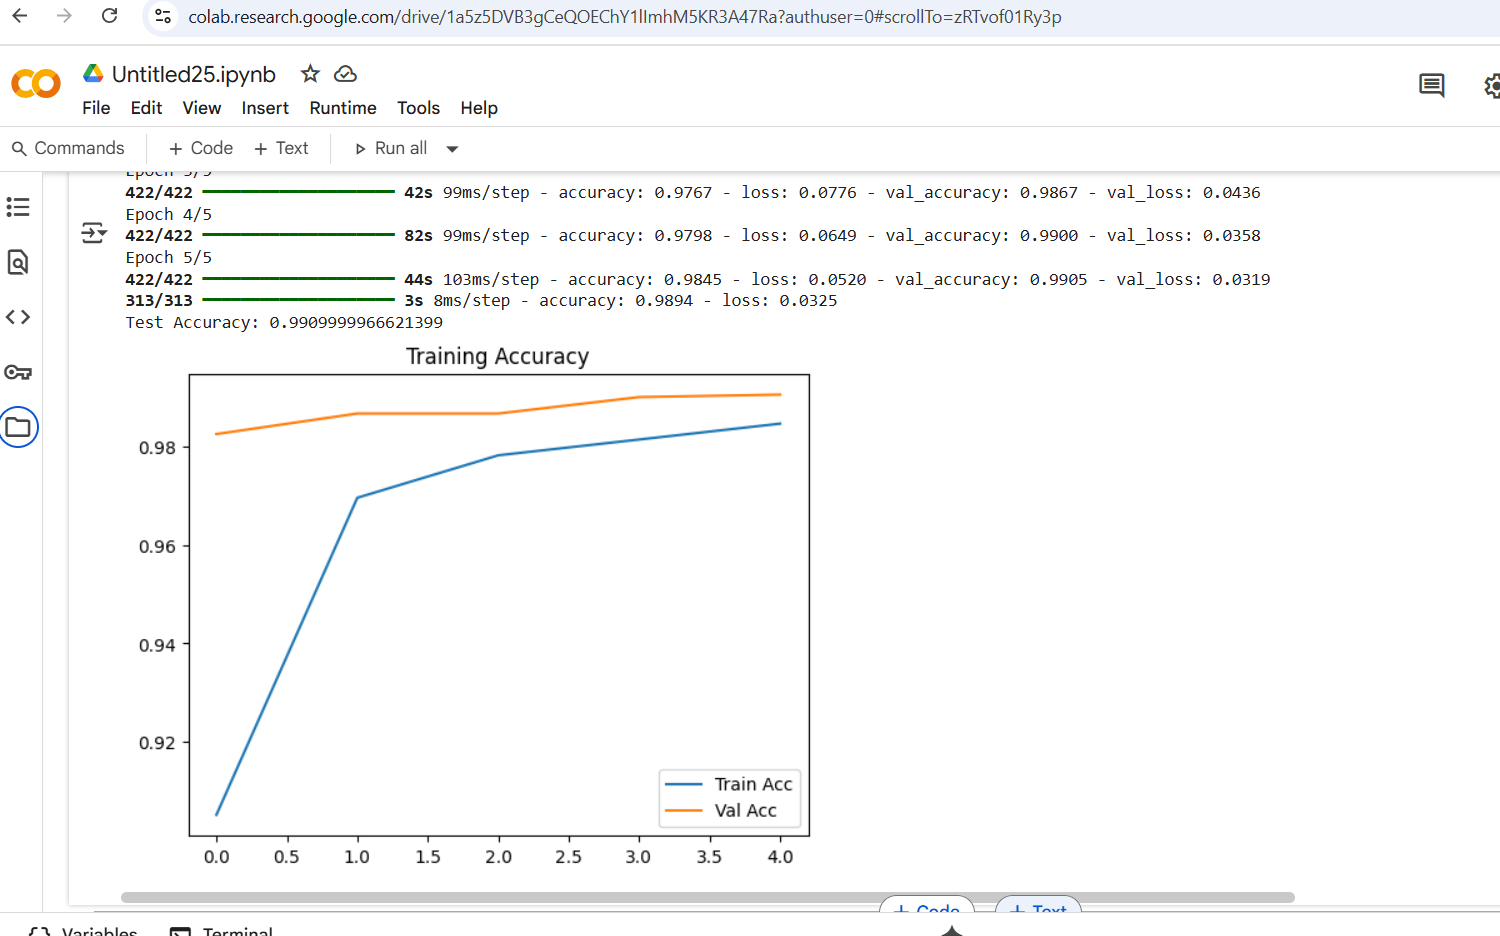 colab.research.google.com/drive/1a5z5DVB3gCeQOEChY1lImhM5KR3A47Ra?authuser=0#scrollTo=zRTvof01Ry3p
Untitled25.ipynb
File Edit View Insert Runtime Tools Help
Commands + Code + Text Run all
Epoch 3/5
422/422 42s 99ms/step - accuracy: 0.9767 - loss: 0.0776 - val_accuracy: 0.9867 - val_loss: 0.0436
Epoch 4/5
422/422 82s 99ms/step - accuracy: 0.9798 - loss: 0.0649 - val_accuracy: 0.9900 - val_loss: 0.0358
Epoch 5/5
422/422 44s 103ms/step - accuracy: 0.9845 - loss: 0.0520 - val_accuracy: 0.9905 - val_loss: 0.0319
313/313 3s 8ms/step - accuracy: 0.9894 - loss: 0.0325
Test Accuracy: 0.9909999966621399
Training Accuracy
0.98
0.96
0.94
0.92
Train Acc
Val Acc
0.0 0.5 1.0 1.5 2.0 2.5 3.0 3.5 4.0
+ Code + Text
Variables Terminal